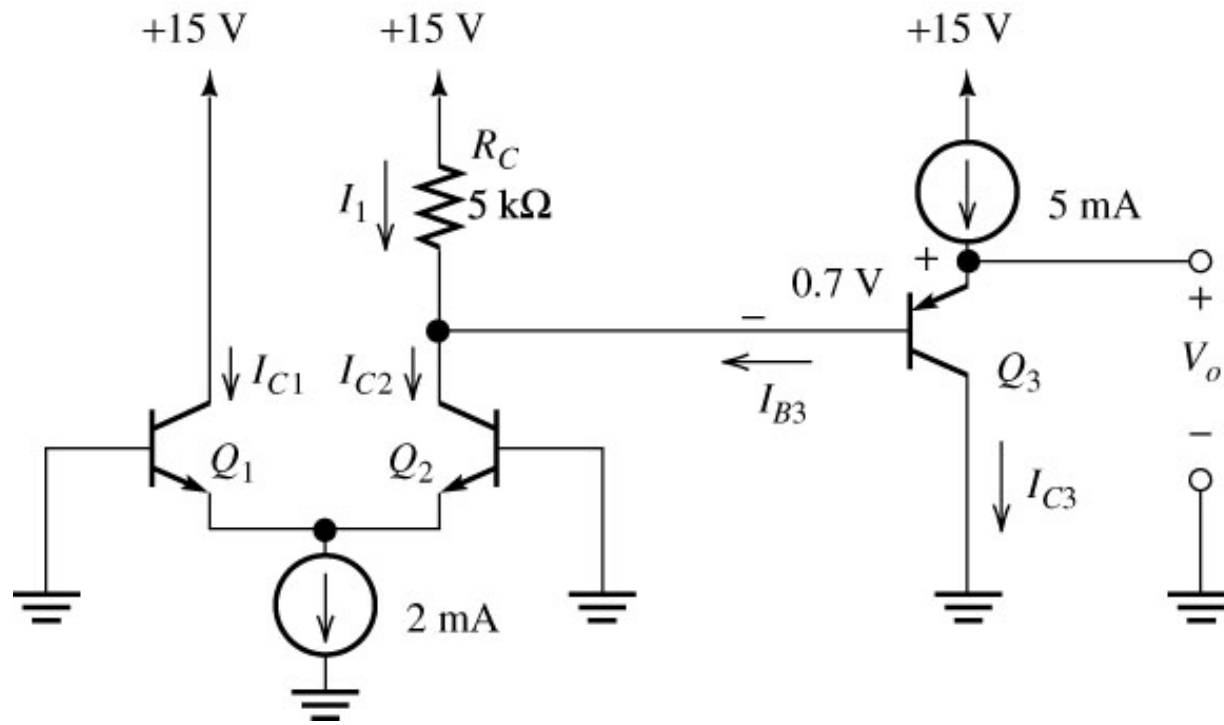 +15 V +15 V +15 V
R_C
I_1 5 kΩ 5 mA
+
0.7 V
− +
I_C1 I_C2 Q_3 V_o
I_B3
Q_1 Q_2 −
I_C3
2 mA